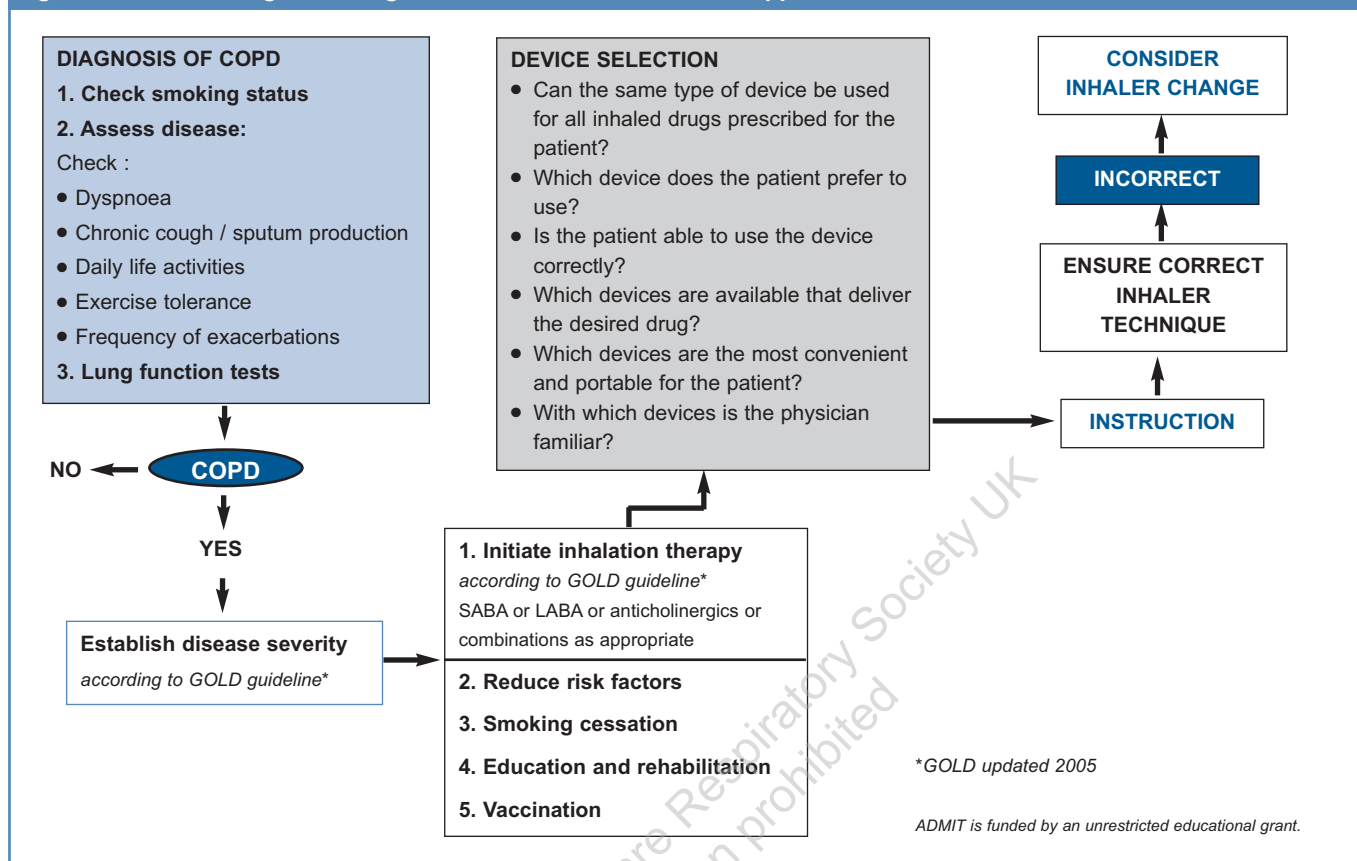 DIAGNOSIS OF COPD
1. Check smoking status
2. Assess disease:
Check :
• Dyspnoea
• Chronic cough / sputum production
• Daily life activities
• Exercise tolerance
• Frequency of exacerbations
3. Lung function tests
COPD
NO
YES
Establish disease severity
according to GOLD guideline*
1. Initiate inhalation therapy
according to GOLD guideline*
SABA or LABA or anticholinergics or
combinations as appropriate
2. Reduce risk factors
3. Smoking cessation
4. Education and rehabilitation
5. Vaccination
DEVICE SELECTION
• Can the same type of device be used
for all inhaled drugs prescribed for the
patient?
• Which device does the patient prefer to
use?
• Is the patient able to use the device
correctly?
• Which devices are available that deliver
the desired drug?
• Which devices are the most convenient
and portable for the patient?
• With which devices is the physician
familiar?
INSTRUCTION
ENSURE CORRECT
INHALER
TECHNIQUE
INCORRECT
CONSIDER
INHALER CHANGE
*GOLD updated 2005
ADMIT is funded by an unrestricted educational grant.
Respiratory Society UK
prohibited